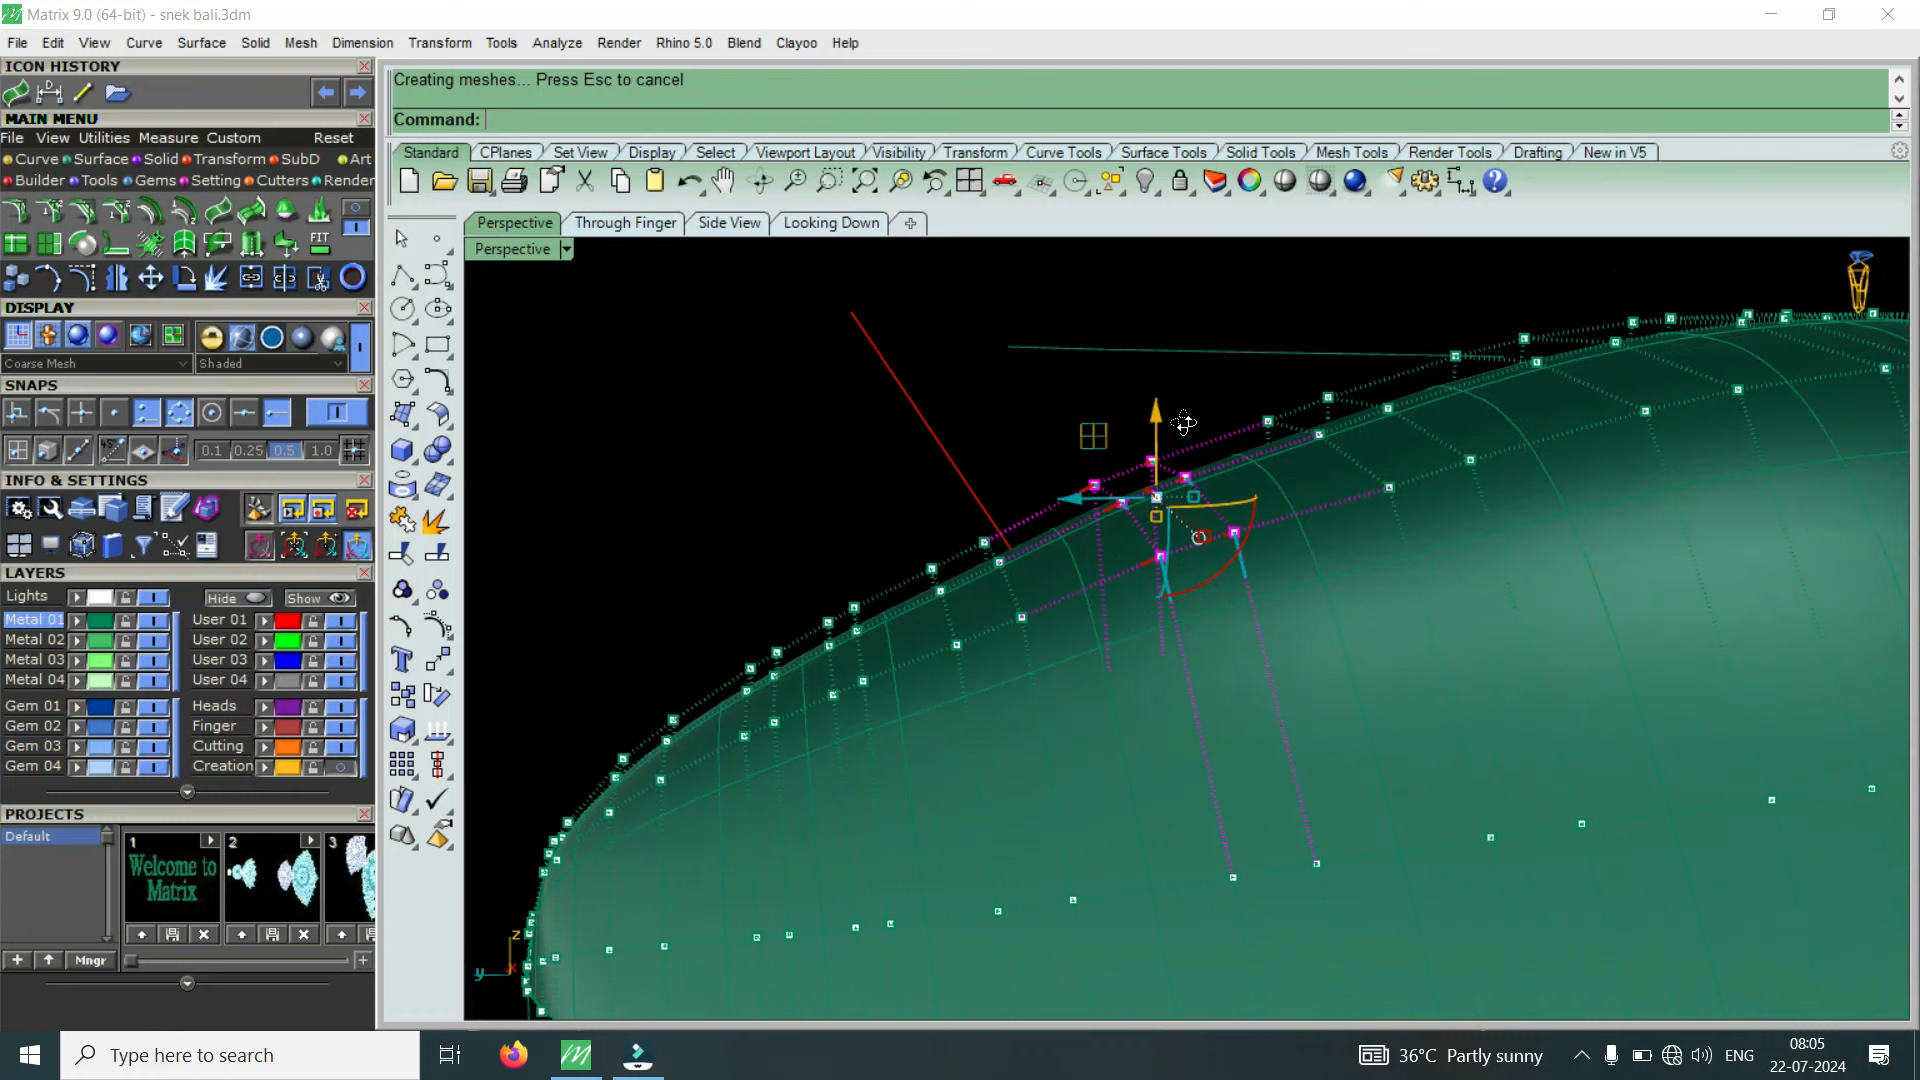 Matrix 9.0 (64-bit) - snek bali.3dm
File Edit View Curve Surface Solid Mesh Dimension Transform Tools Analyze Render Rhino 5.0 Blend Clayoo Help
ICON HISTORY
Creating meshes... Press Esc to cancel
Command:
MAIN MENU
File View Utilities Measure Custom Reset
Curve Surface Solid Transform SubD Art
Builder Tools Gems Setting Cutters Render
Standard CPlanes Set View Display Select Viewport Layout Visibility Transform Curve Tools Surface Tools Solid Tools Mesh Tools Render Tools Drafting New in V5
Perspective Through Finger Side View Looking Down
Perspective
FIT
DISPLAY
Coarse Mesh Shaded
SNAPS
0.1 0.25 0.5 1.0
INFO & SETTINGS
LAYERS
Lights Hide Show
Metal 01 User 01
Metal 02 User 02
Metal 03 User 03
Metal 04 User 04
Gem 01 Heads
Gem 02 Finger
Gem 03 Cutting
Gem 04 Creation
PROJECTS
Default
1 2 3
Welcome to Matrix
Mngr
z
y x
Type here to search
36°C Partly sunny
ENG
08:05
22-07-2024